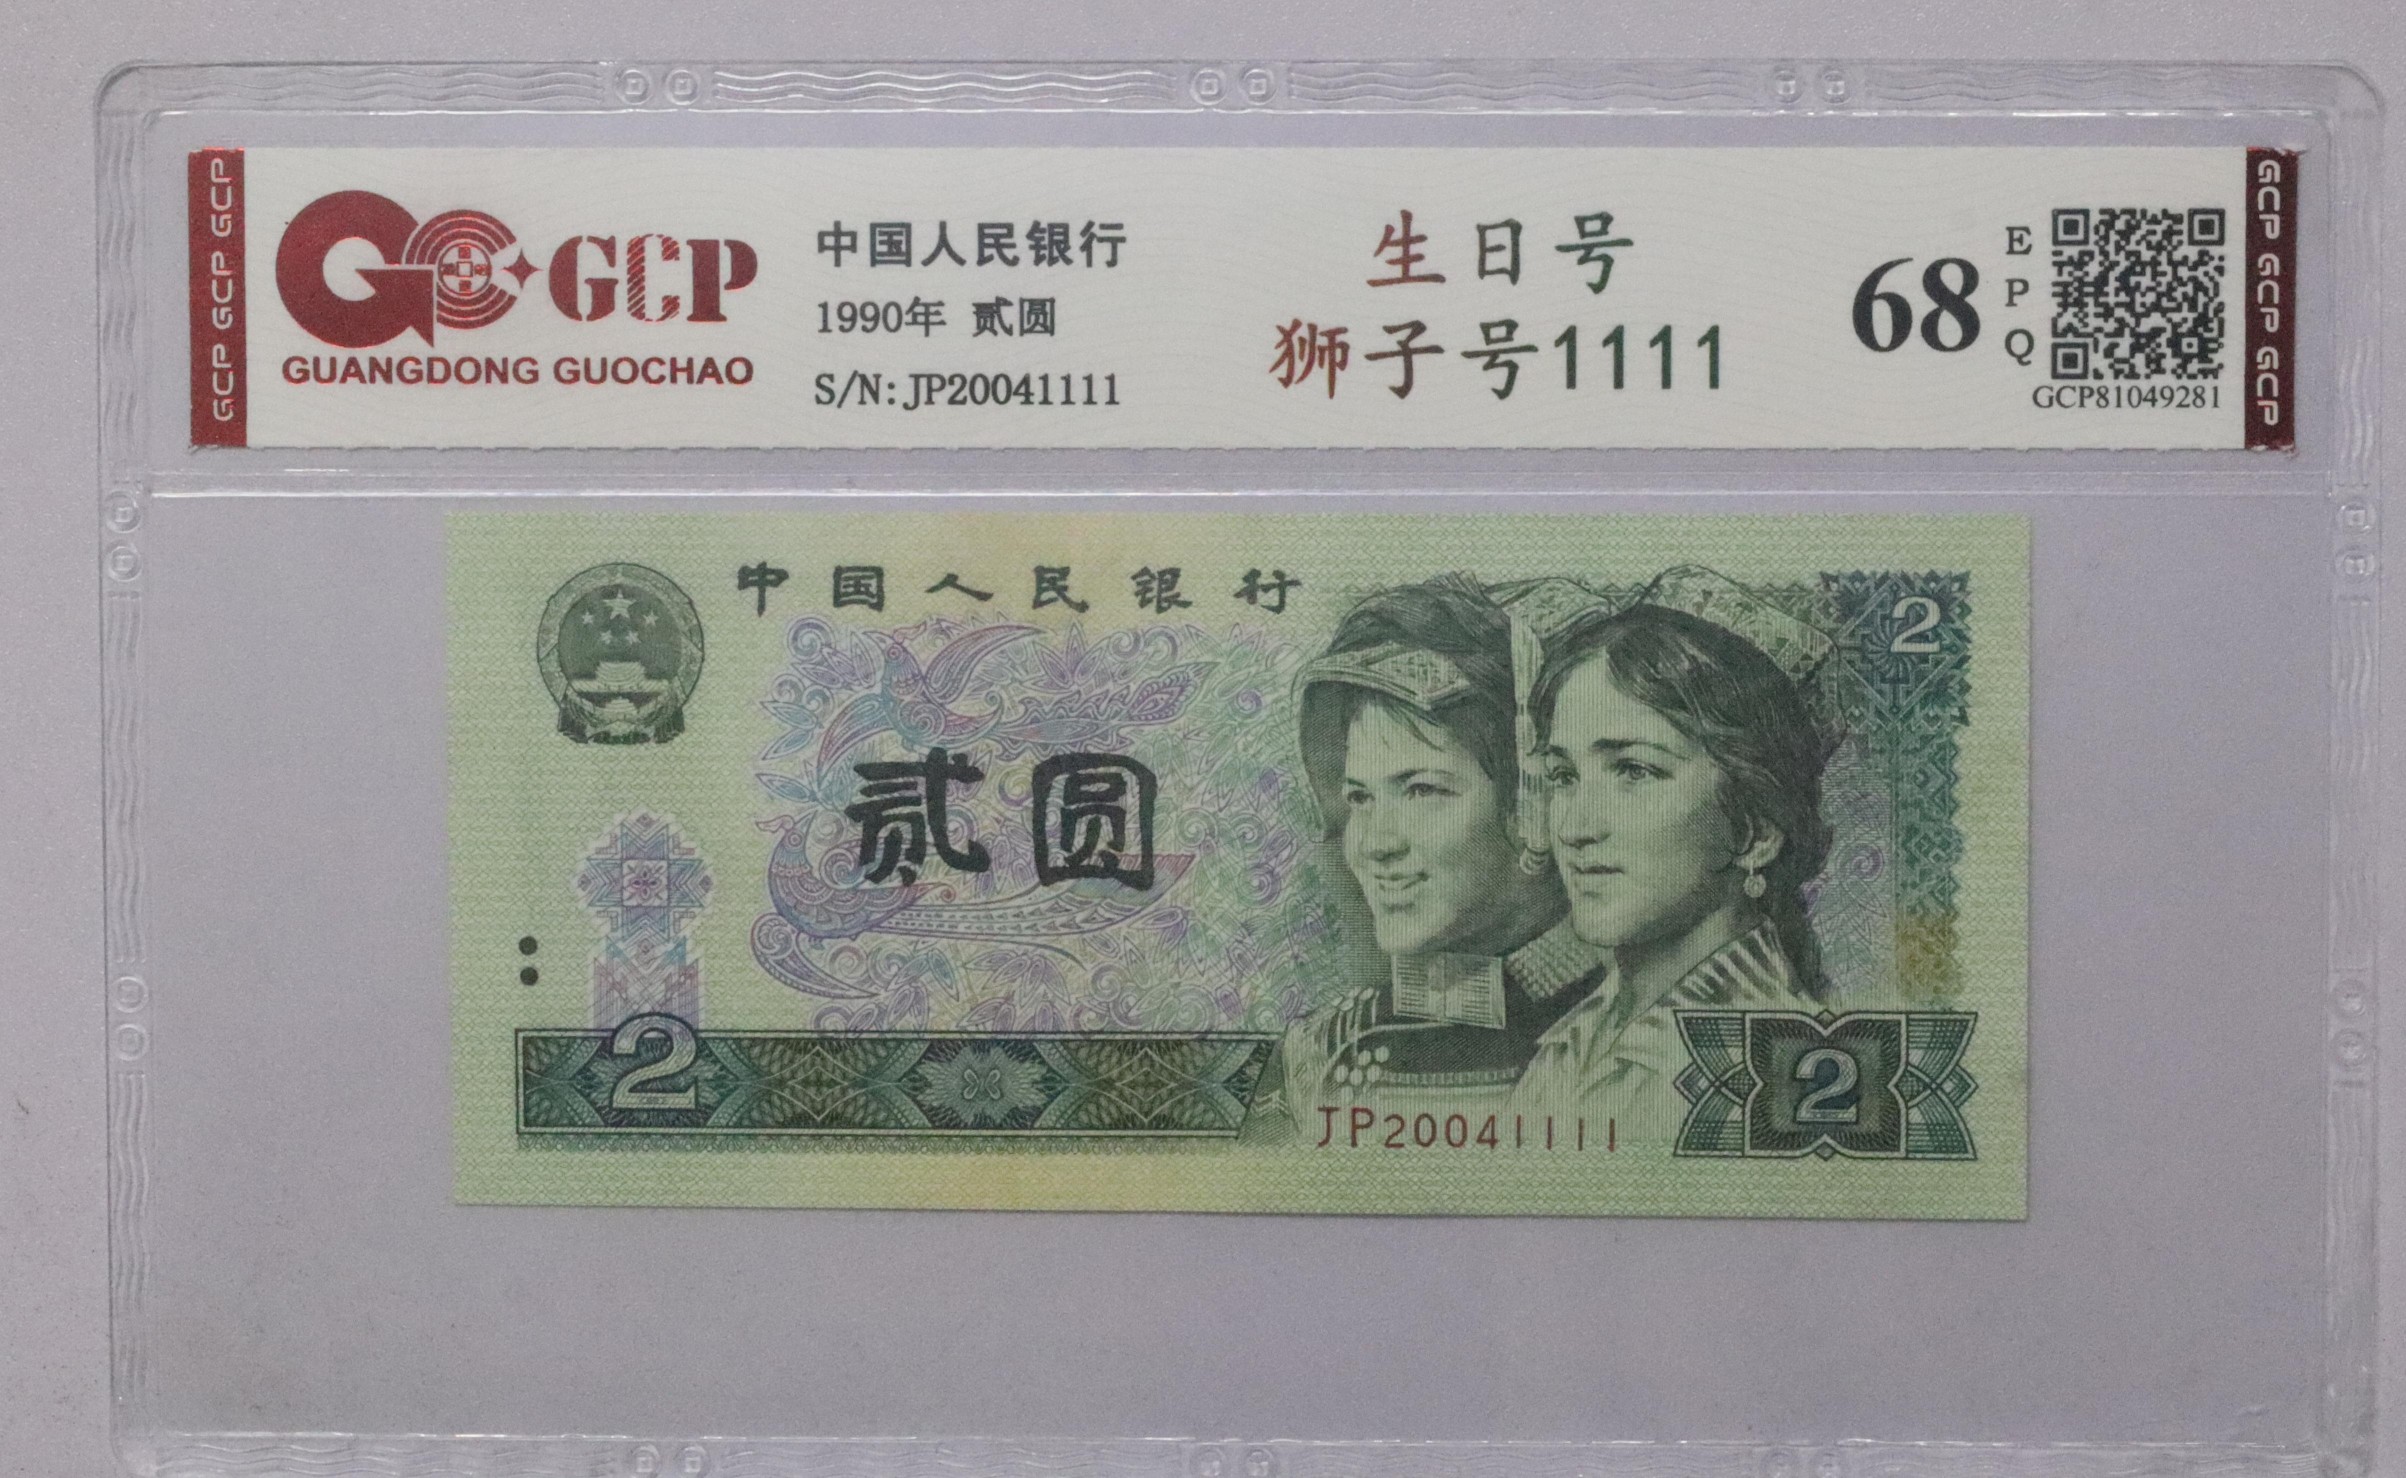 GCP GCP GCP
GCP
GUANGDONG GUOCHAO
中国人民银行
1990年 贰圆
S/N: JP20041111
生日号
狮子号1111
68
E
P
Q
GCP81049281
GCP GCP GCP
中国人民银行
2
贰圆
2
JP20041111
2